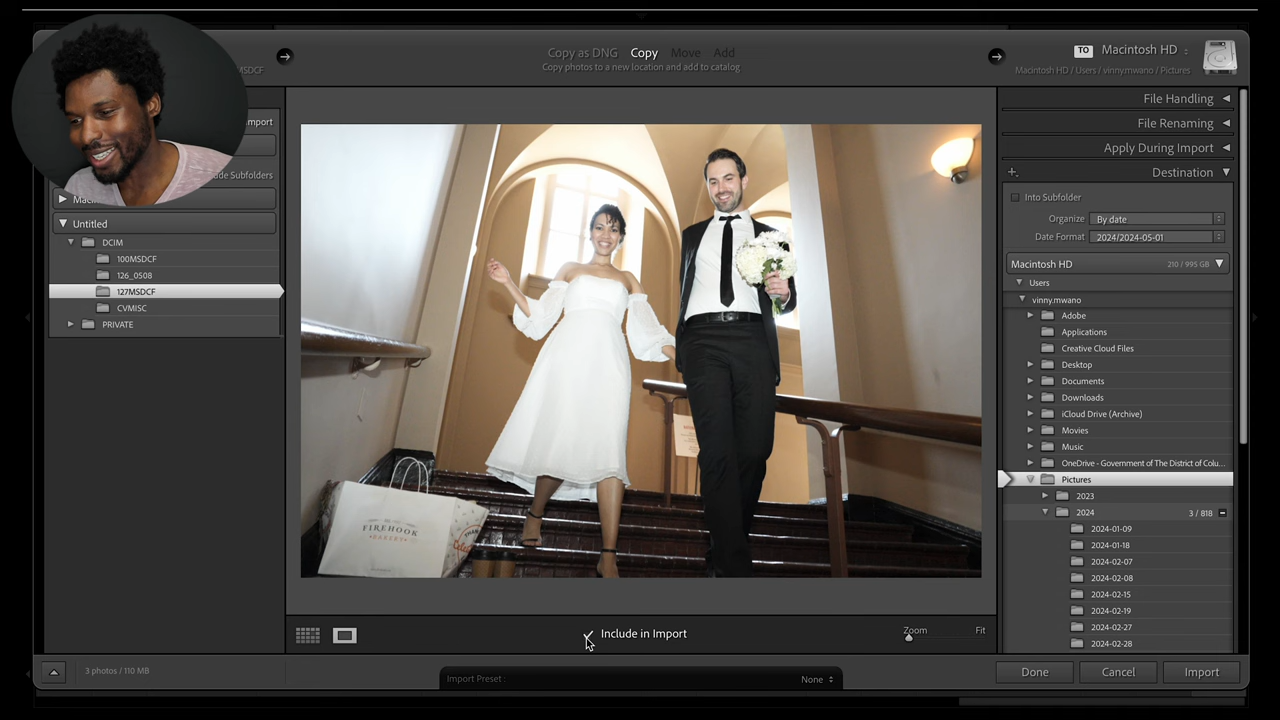 Copy as DNG Copy Move Add
Copy photos to a new location and add to catalog
MSDCF
TO Macintosh HD
Macintosh HD / Users / vinny.mwano / Pictures
File Handling
File Renaming
Apply During Import
Destination
Into Subfolder
Organize By date
Date Format 2024/2024-05-01
Macintosh HD 210 / 995 GB
Users
vinny.mwano
Adobe
Applications
Creative Cloud Files
Desktop
Documents
Downloads
iCloud Drive (Archive)
Movies
Music
OneDrive - Government of The District of Colu...
Pictures
2023
2024 3 / 818
2024-01-09
2024-01-18
2024-02-07
2024-02-08
2024-02-15
2024-02-19
2024-02-27
2024-02-28
Untitled
DCIM
100MSDCF
126_0508
127MSDCF
CVMISC
PRIVATE
FIREHOOK
BAKERY
Include in Import
Zoom Fit
3 photos / 110 MB
Import Preset : None
Done Cancel Import